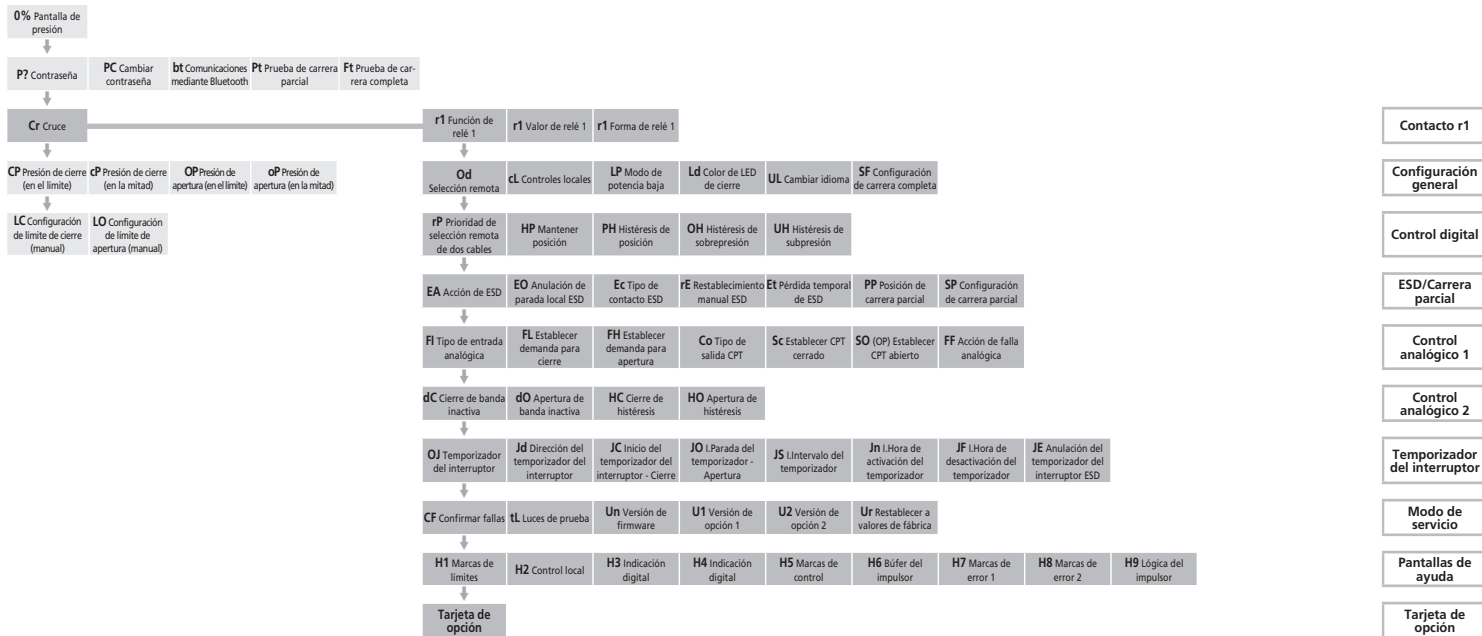 0% Pantalla de
presión
P? Contraseña
PC Cambiar
contraseña
bt Comunicaciones
mediante Bluetooth
Pt Prueba de carrera
parcial
Ft Prueba de car-
rera completa
Cr Cruce
r1 Función de
relé 1
r1 Valor de relé 1
r1 Forma de relé 1
Contacto r1
CP Presión de cierre
(en el límite)
cP Presión de cierre
(en la mitad)
OP Presión de
apertura (en el límite)
oP Presión de
apertura (en la mitad)
Od
Selección remota
cL Controles locales
LP Modo de
potencia baja
Ld Color de LED
de cierre
UL Cambiar idioma
SF Configuración
de carrera completa
Configuración
general
LC Configuración
de límite de cierre
(manual)
LO Configuración
de límite de
apertura (manual)
rP Prioridad de
selección remota
de dos cables
HP Mantener
posición
PH Histéresis de
posición
OH Histéresis de
sobrepresión
UH Histéresis de
subpresión
Control digital
EA Acción de ESD
EO Anulación de
parada local ESD
Ec Tipo de
contacto ESD
rE Restablecimiento
manual ESD
Et Pérdida temporal
de ESD
PP Posición de
carrera parcial
SP Configuración
de carrera parcial
ESD/Carrera
parcial
FI Tipo de entrada
analógica
FL Establecer
demanda para
cierre
FH Establecer
demanda para
apertura
Co Tipo de
salida CPT
Sc Establecer CPT
cerrado
SO (OP) Establecer
CPT abierto
FF Acción de falla
analógica
Control
analógico 1
dC Cierre de banda
inactiva
dO Apertura de
banda inactiva
HC Cierre de
histéresis
HO Apertura de
histéresis
Control
analógico 2
OJ Temporizador
del interruptor
Jd Dirección del
temporizador del
interruptor
JC Inicio del
temporizador del
interruptor - Cierre
JO I.Parada del
temporizador -
Apertura
JS I.Intervalo del
temporizador
Jn I.Hora de
activación del
temporizador
JF I.Hora de
desactivación del
temporizador
JE Anulación del
temporizador del
interruptor ESD
Temporizador
del interruptor
CF Confirmar fallas
tL Luces de prueba
Un Versión de
firmware
U1 Versión de
opción 1
U2 Versión de
opción 2
Ur Restablecer a
valores de fábrica
Modo de
servicio
H1 Marcas de
límites
H2 Control local
H3 Indicación
digital
H4 Indicación
digital
H5 Marcas de
control
H6 Búfer del
impulsor
H7 Marcas de
error 1
H8 Marcas de
error 2
H9 Lógica del
impulsor
Pantallas de
ayuda
Tarjeta de
opción
Tarjeta de
opción